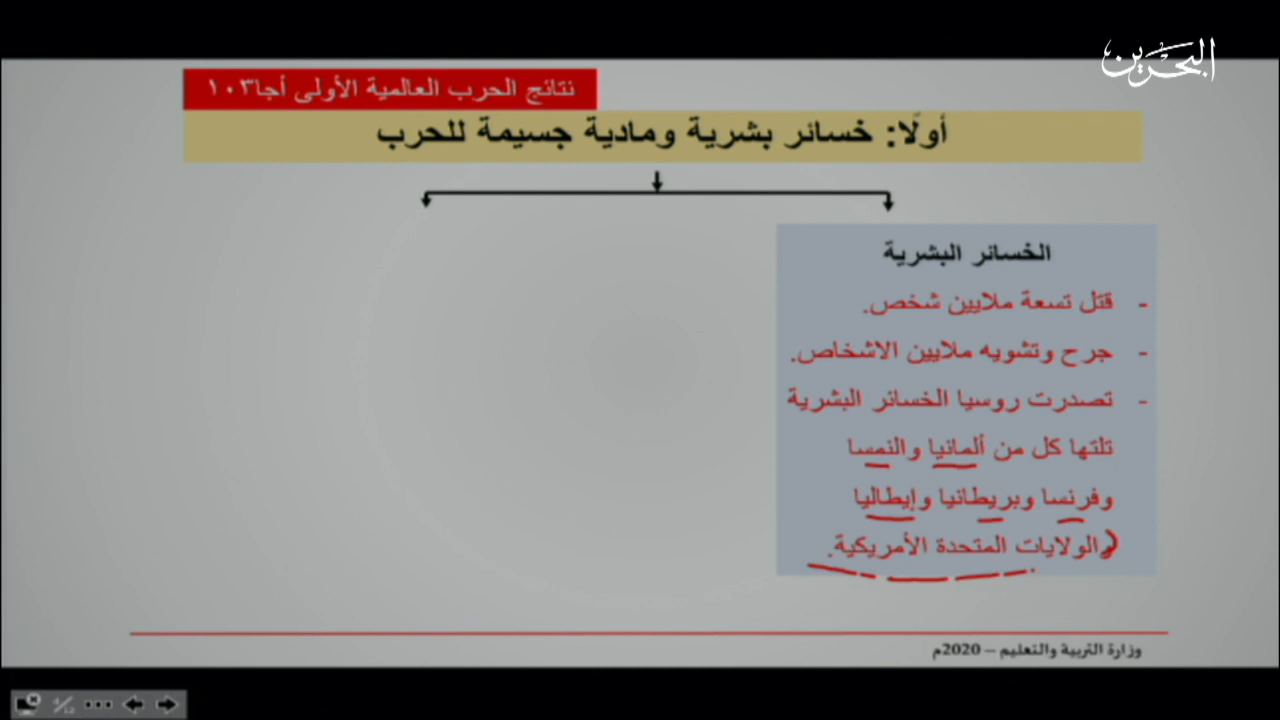 البحرين
نتائج الحرب العالمية الأولى أجا١٠٣
أولًا: خسائر بشرية ومادية جسيمة للحرب
الخسائر البشرية
- قتل تسعة ملايين شخص.
- جرح وتشويه ملايين الاشخاص.
- تصدرت روسيا الخسائر البشرية
تلتها كل من ألمانيا والنمسا
وفرنسا وبريطانيا وإيطاليا
والولايات المتحدة الأمريكية.
وزارة التربية والتعليم – 2020م